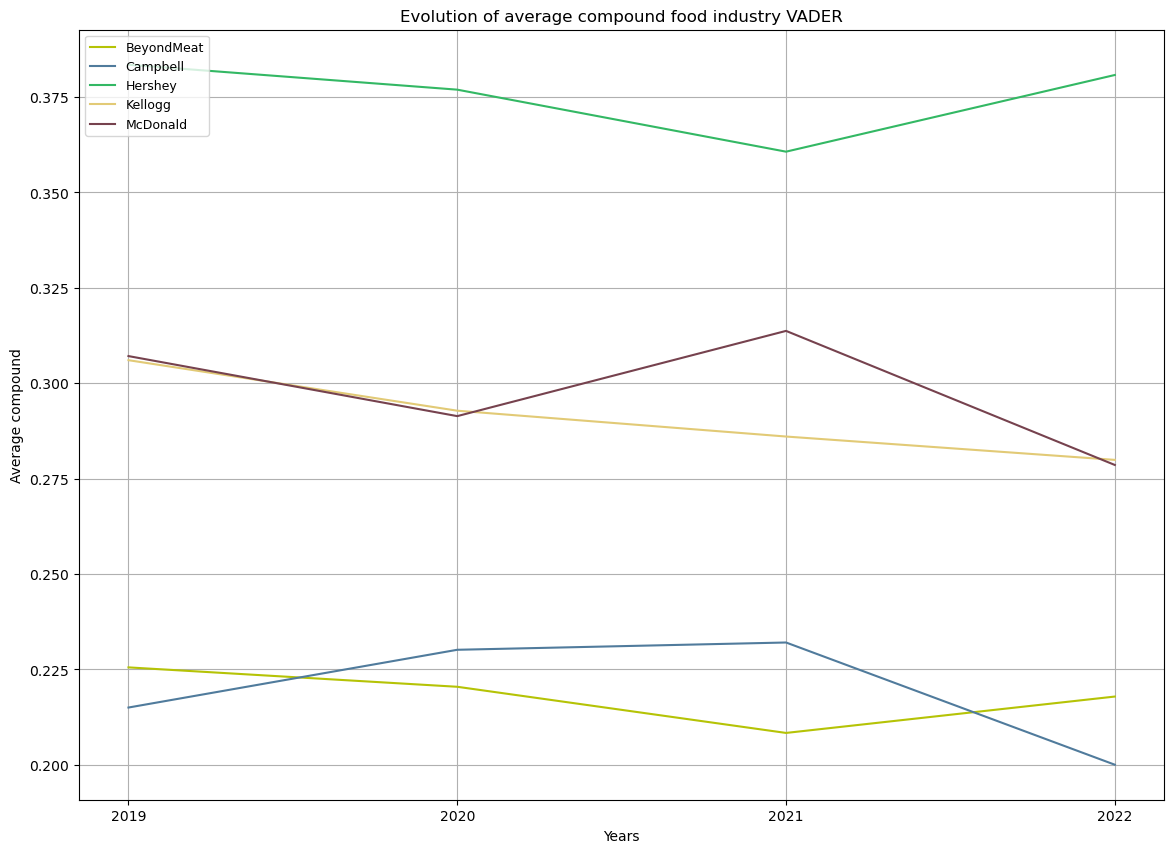 Evolution of average compound food industry VADER
BeyondMeat
Campbell
Hershey
Kellogg
McDonald
Average compound
0.375
0.350
0.325
0.300
0.275
0.250
0.225
0.200
2019 2020 2021 2022
Years